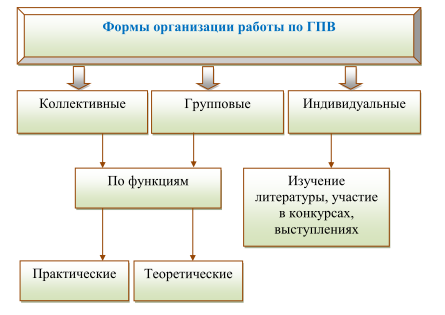 Формы организации работы по ГПВ
Коллективные
Групповые
Индивидуальные
По функциям
Изучение
литературы, участие
в конкурсах,
выступлениях
Практические
Теоретические